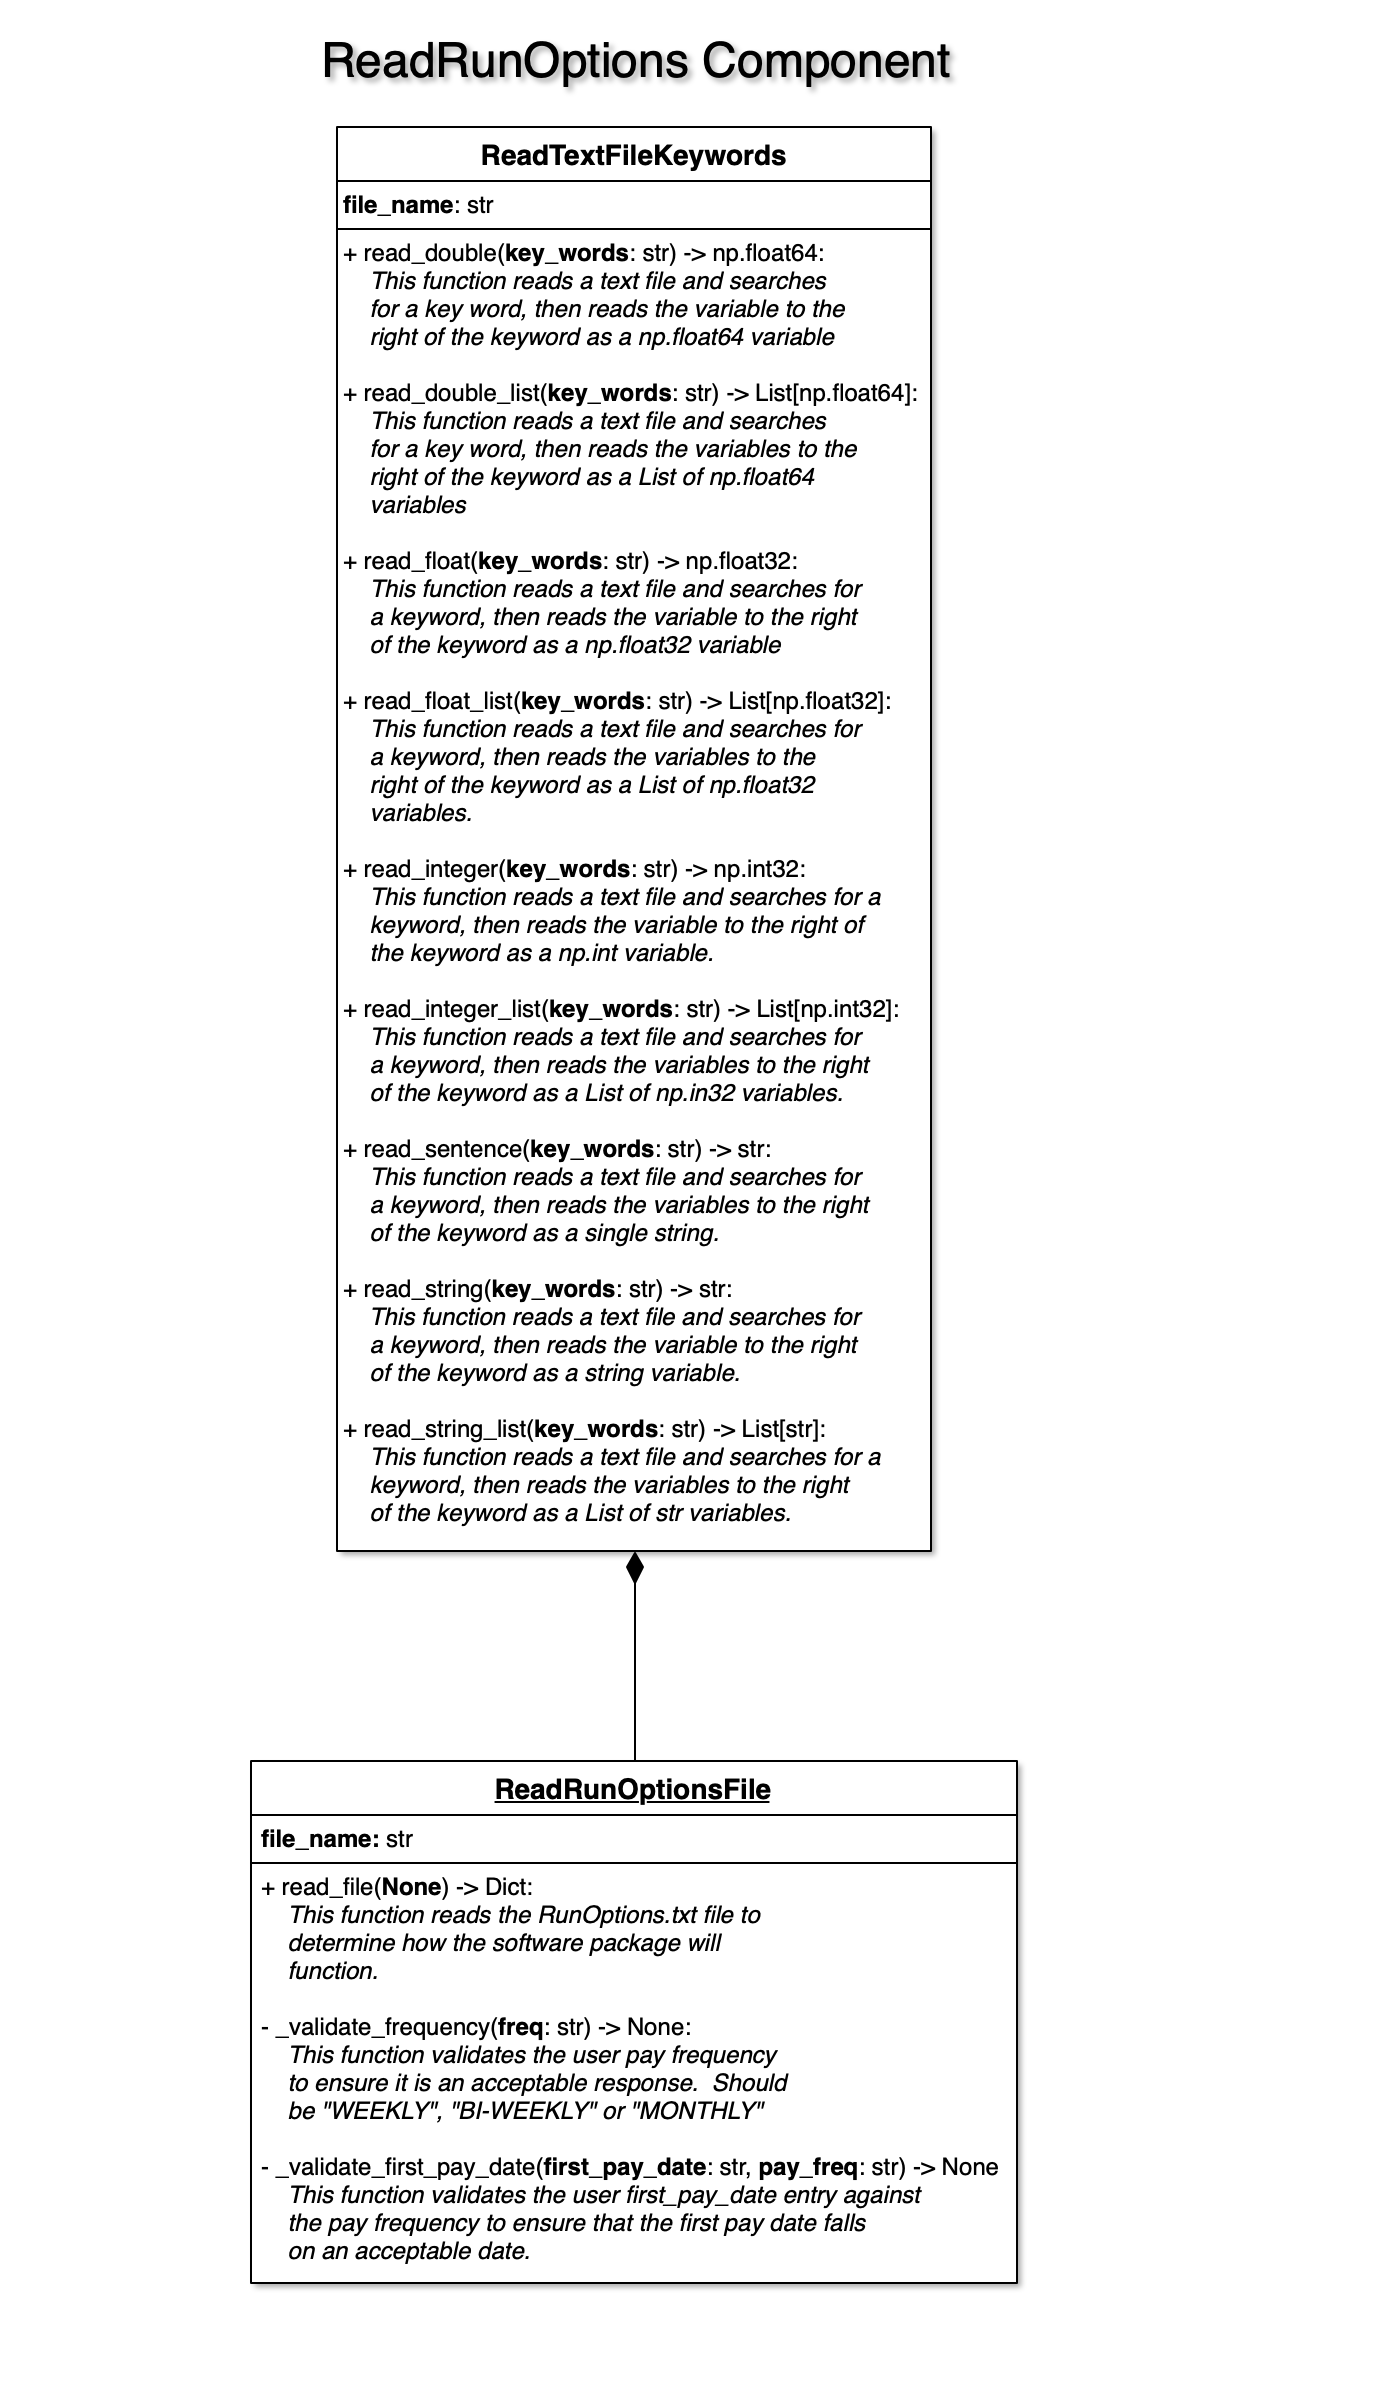 ReadRunOptions Component
ReadTextFileKeywords
file_name: str
+ read_double(key_words: str) -> np.float64:
This function reads a text file and searches
for a key word, then reads the variable to the
right of the keyword as a np.float64 variable
+ read_double_list(key_words: str) -> List[np.float64]:
This function reads a text file and searches
for a key word, then reads the variables to the
right of the keyword as a List of np.float64
variables
+ read_float(key_words: str) -> np.float32:
This function reads a text file and searches for
a keyword, then reads the variable to the right
of the keyword as a np.float32 variable
+ read_float_list(key_words: str) -> List[np.float32]:
This function reads a text file and searches for
a keyword, then reads the variables to the
right of the keyword as a List of np.float32
variables.
+ read_integer(key_words: str) -> np.int32:
This function reads a text file and searches for a
keyword, then reads the variable to the right of
the keyword as a np.int variable.
+ read_integer_list(key_words: str) -> List[np.int32]:
This function reads a text file and searches for
a keyword, then reads the variables to the right
of the keyword as a List of np.in32 variables.
+ read_sentence(key_words: str) -> str:
This function reads a text file and searches for
a keyword, then reads the variables to the right
of the keyword as a single string.
+ read_string(key_words: str) -> str:
This function reads a text file and searches for
a keyword, then reads the variable to the right
of the keyword as a string variable.
+ read_string_list(key_words: str) -> List[str]:
This function reads a text file and searches for a
keyword, then reads the variables to the right
of the keyword as a List of str variables.
ReadRunOptionsFile
file_name: str
+ read_file(None) -> Dict:
This function reads the RunOptions.txt file to
determine how the software package will
function.
- _validate_frequency(freq: str) -> None:
This function validates the user pay frequency
to ensure it is an acceptable response.  Should
be "WEEKLY", "BI-WEEKLY" or "MONTHLY"
- _validate_first_pay_date(first_pay_date: str, pay_freq: str) -> None
This function validates the user first_pay_date entry against
the pay frequency to ensure that the first pay date falls
on an acceptable date.